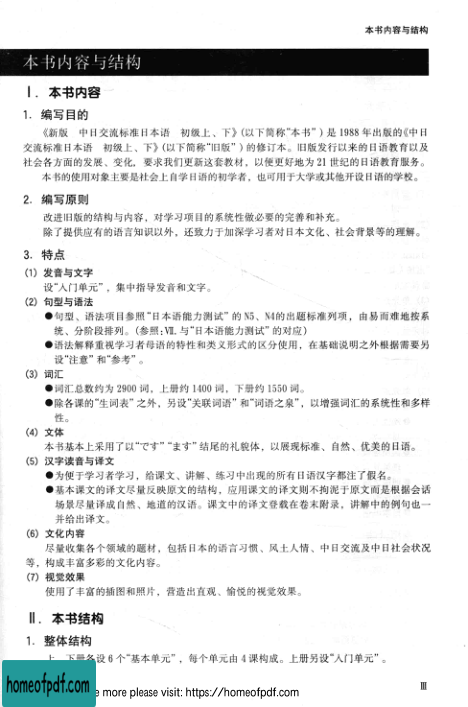 本书内容与结构
本书内容与结构
Ⅰ. 本书内容
1. 编写目的
《新版　中日交流标准日本语　初级上、下》(以下简称“本书”) 是 1988 年出版的《中日
交流标准日本语　初级上、下》(以下简称“旧版”) 的修订本。旧版发行以来的日语教育以及
社会各方面的发展、变化, 要求我们更新这套教材, 以便更好地为 21 世纪的日语教育服务。
本书的使用对象主要是社会上自学日语的初学者, 也可用于大学或其他开设日语的学校。
2. 编写原则
改进旧版的结构与内容, 对学习项目的系统性做必要的完善和补充。
除了提供应有的语言知识以外, 还致力于加深学习者对日本文化、社会背景等的理解。
3. 特点
(1) 发音与文字
设“入门单元”, 集中指导发音和文字。
(2) 句型与语法
●句型、语法项目参照“日本语能力测试”的 N5、N4的出题标准列项, 由易而难地按系
统、分阶段排列。(参照:Ⅶ. 与“日本语能力测试”的对应)
●语法解释重视学习者母语的特性和类义形式的区分使用, 在基础说明之外根据需要另
设“注意”和“参考”。
(3) 词汇
●词汇总数约为 2900 词, 上册约 1400 词, 下册约 1550 词。
●除各课的“生词表”之外, 另设“关联词语”和“词语之泉”, 以增强词汇的系统性和多样
性。
(4) 文体
本书基本上采用了以“です”“ます”结尾的礼貌体, 以展现标准、自然、优美的日语。
(5) 汉字读音与译文
●为便于学习者学习, 给课文、讲解、练习中出现的所有日语汉字都注了假名。
●基本课文的译文尽量反映原文的结构, 应用课文的译文则不拘泥于原文而是根据会话
场景尽量译成自然、地道的汉语。课文中的译文登载在卷末附录, 讲解中的例句也一
并给出译文。
(6) 文化内容
尽量收集各个领域的题材, 包括日本的语言习惯、风土人情、中日交流及中日社会状况
等, 构成丰富多彩的文化内容。
(7) 视觉效果
使用了丰富的插图和照片, 营造出直观、愉悦的视觉效果。
Ⅱ. 本书结构
1. 整体结构
上、下册各设 6 个“基本单元”, 每个单元由 4 课构成。上册另设“入门单元”。
homeofpdf.com
e more please visit: https://homeofpdf.com
Ⅲ